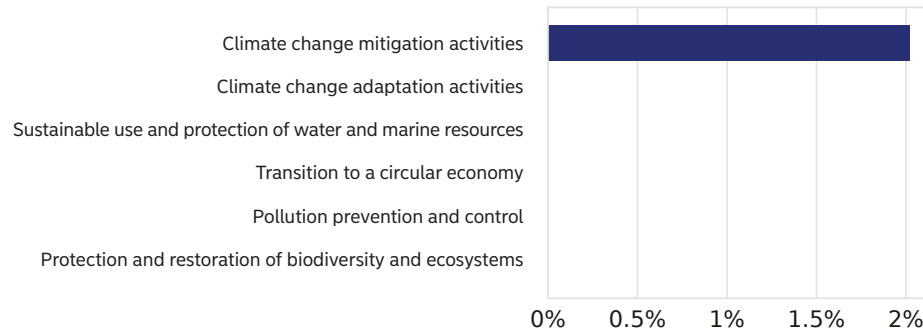 Climate change mitigation activities
Climate change adaptation activities
Sustainable use and protection of water and marine resources
Transition to a circular economy
Pollution prevention and control
Protection and restoration of biodiversity and ecosystems
0% 0.5% 1% 1.5% 2%